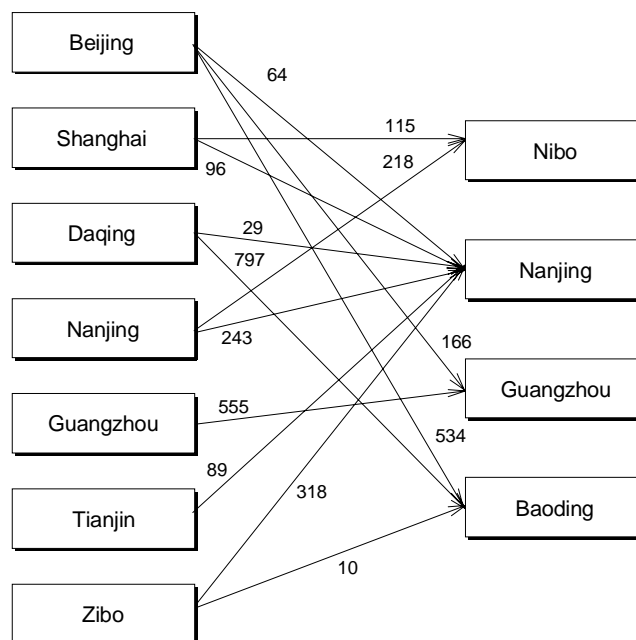 Beijing
64
Shanghai
115
Nibo
218
96
Daqing
29
797
Nanjing
Nanjing
243
166
Guangzhou
Guangzhou
555
534
89
318
Tianjin
Baoding
10
Zibo